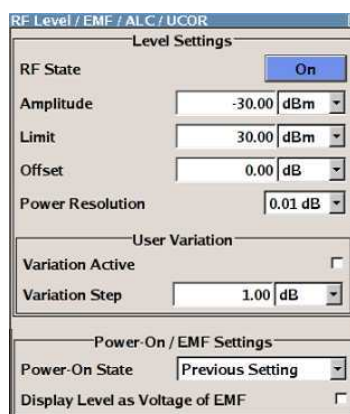 RF Level / EMF / ALC / UCOR
Level Settings
RF State On
Amplitude -30.00 dBm
Limit 30.00 dBm
Offset 0.00 dB
Power Resolution 0.01 dB
User Variation
Variation Active
Variation Step 1.00 dB
Power-On / EMF Settings
Power-On State Previous Setting
Display Level as Voltage of EMF